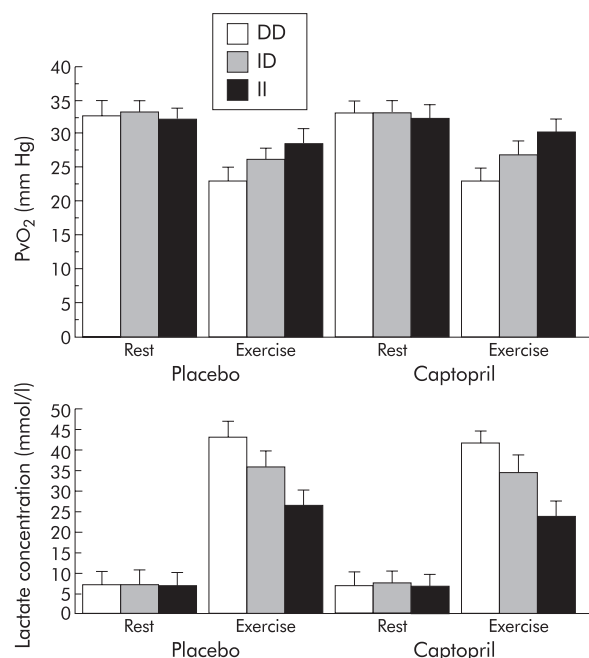 DD
ID
II
PvO2 (mm Hg)
40
35
30
25
20
15
10
5
0
Rest
Exercise
Rest
Exercise
Placebo
Captopril
Lactate concentration (mmol/l)
50
45
40
35
30
25
20
15
10
5
0
Rest
Exercise
Rest
Exercise
Placebo
Captopril